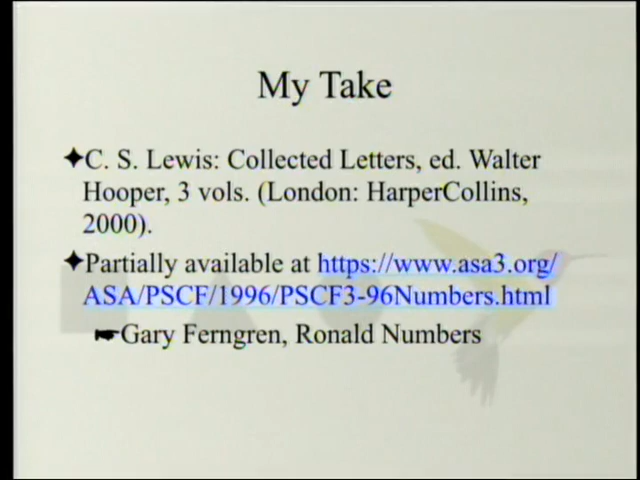 My Take
C. S. Lewis: Collected Letters, ed. Walter
Hooper, 3 vols. (London: HarperCollins,
2000).
Partially available at https://www.asa3.org/
ASA/PSCF/1996/PSCF3-96Numbers.html
Gary Ferngren, Ronald Numbers